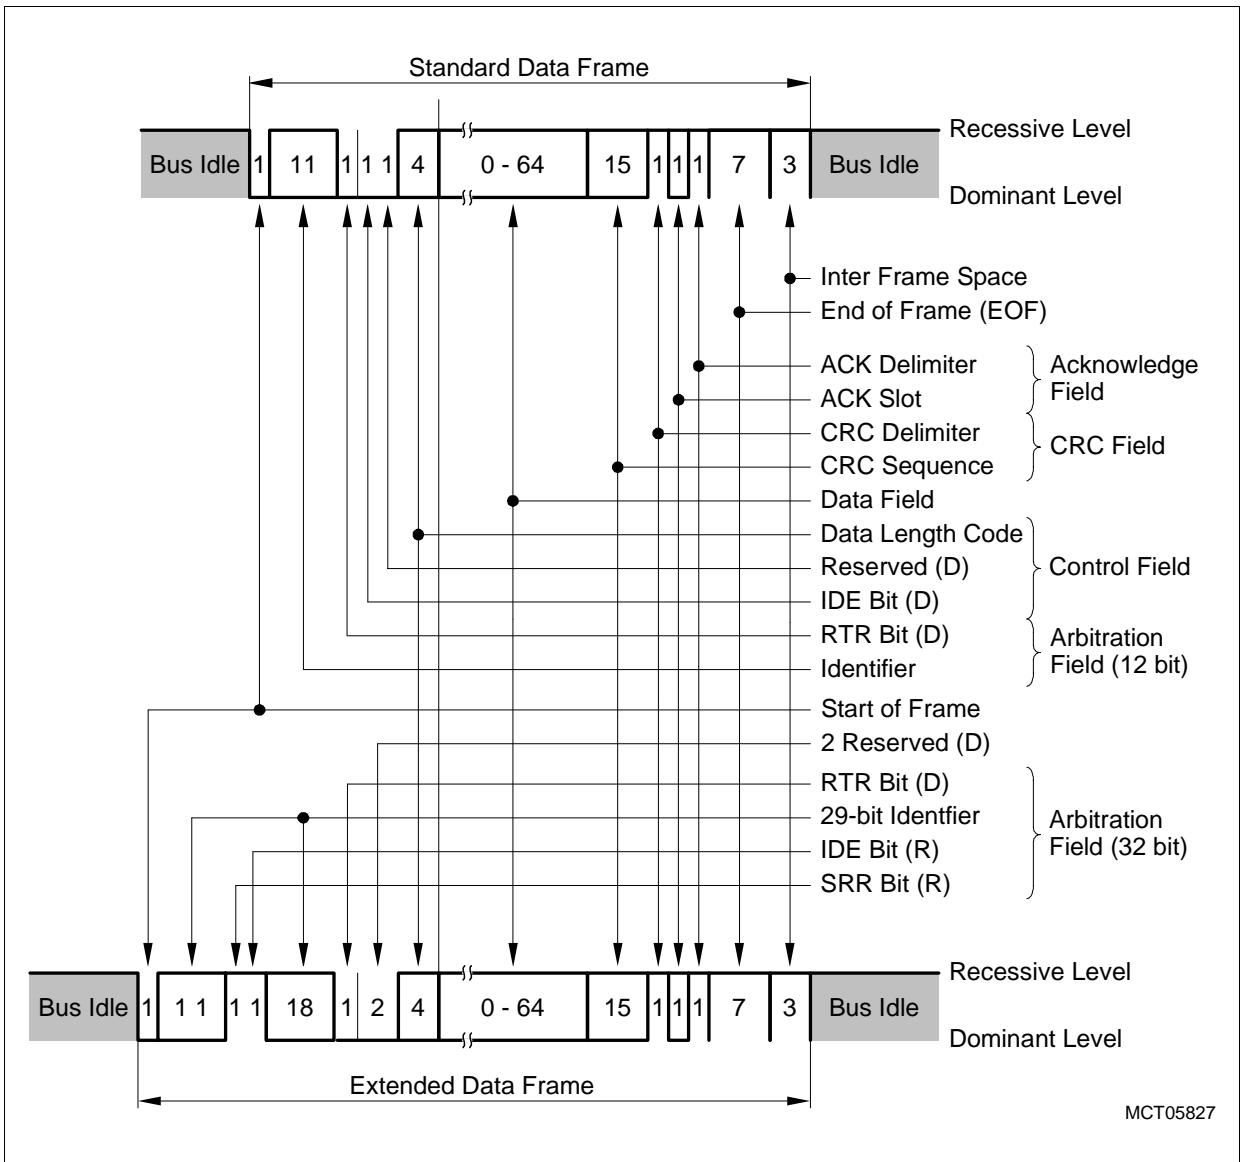 Standard Data Frame
Recessive Level
Bus Idle 1 11 1 1 1 4 0 - 64 15 1 1 1 7 3 Bus Idle
Dominant Level
Inter Frame Space
End of Frame (EOF)
ACK Delimiter
ACK Slot
Acknowledge
Field
CRC Delimiter
CRC Sequence
CRC Field
Data Field
Data Length Code
Reserved (D)
IDE Bit (D)
Control Field
RTR Bit (D)
Identifier
Arbitration
Field (12 bit)
Start of Frame
2 Reserved (D)
RTR Bit (D)
29-bit Identfier
IDE Bit (R)
SRR Bit (R)
Arbitration
Field (32 bit)
Recessive Level
Bus Idle 1 1 1 1 1 18 1 2 4 0 - 64 15 1 1 1 7 3 Bus Idle
Dominant Level
Extended Data Frame
MCT05827